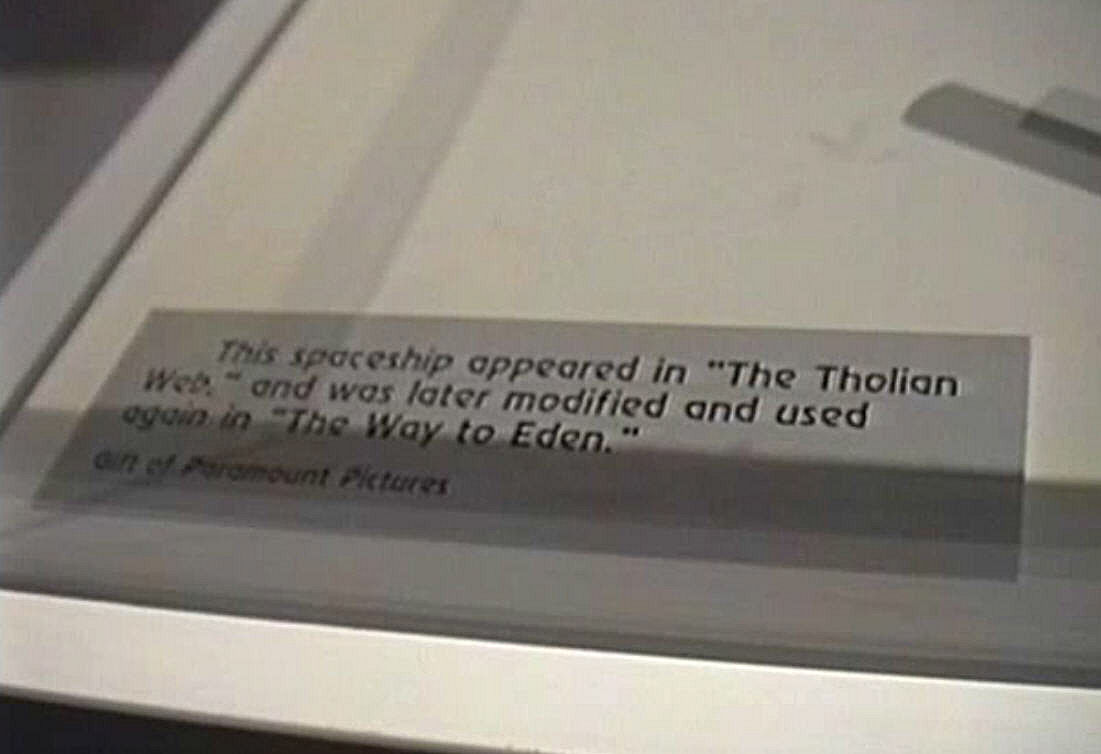 This spaceship appeared in "The Tholian
Web," and was later modified and used
again in "The Way to Eden."
Gift of Paramount Pictures